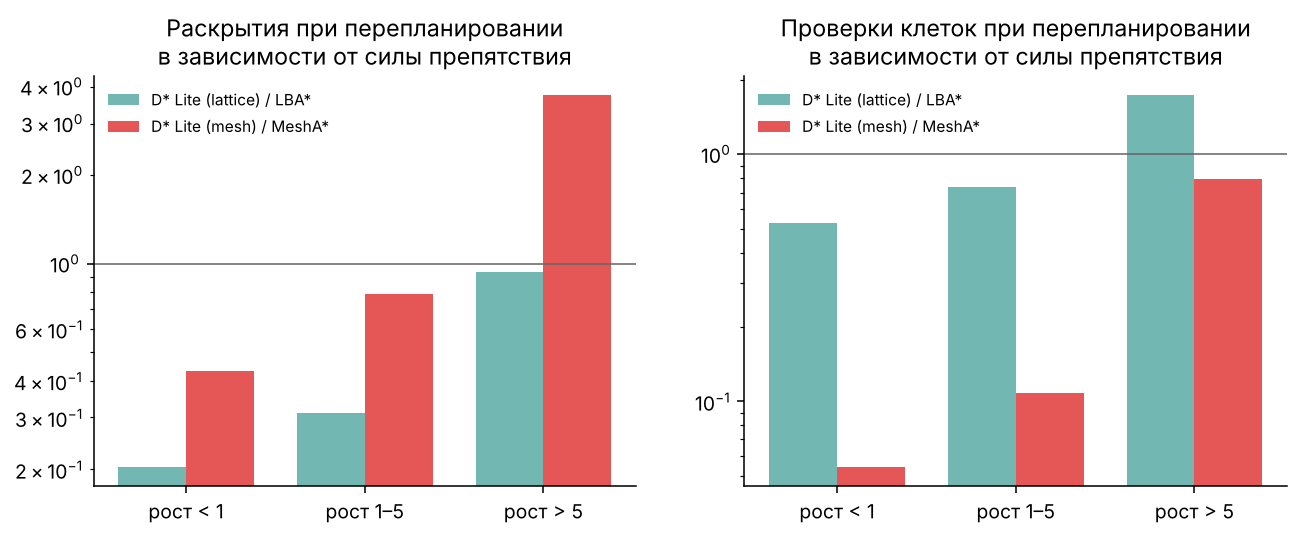 Раскрытия при перепланировании
в зависимости от силы препятствия
4 × 10⁰
3 × 10⁰
2 × 10⁰
10⁰
6 × 10⁻¹
4 × 10⁻¹
3 × 10⁻¹
2 × 10⁻¹
D* Lite (lattice) / LBA*
D* Lite (mesh) / MeshA*
рост < 1
рост 1–5
рост > 5
Проверки клеток при перепланировании
в зависимости от силы препятствия
10⁰
10⁻¹
D* Lite (lattice) / LBA*
D* Lite (mesh) / MeshA*
рост < 1
рост 1–5
рост > 5